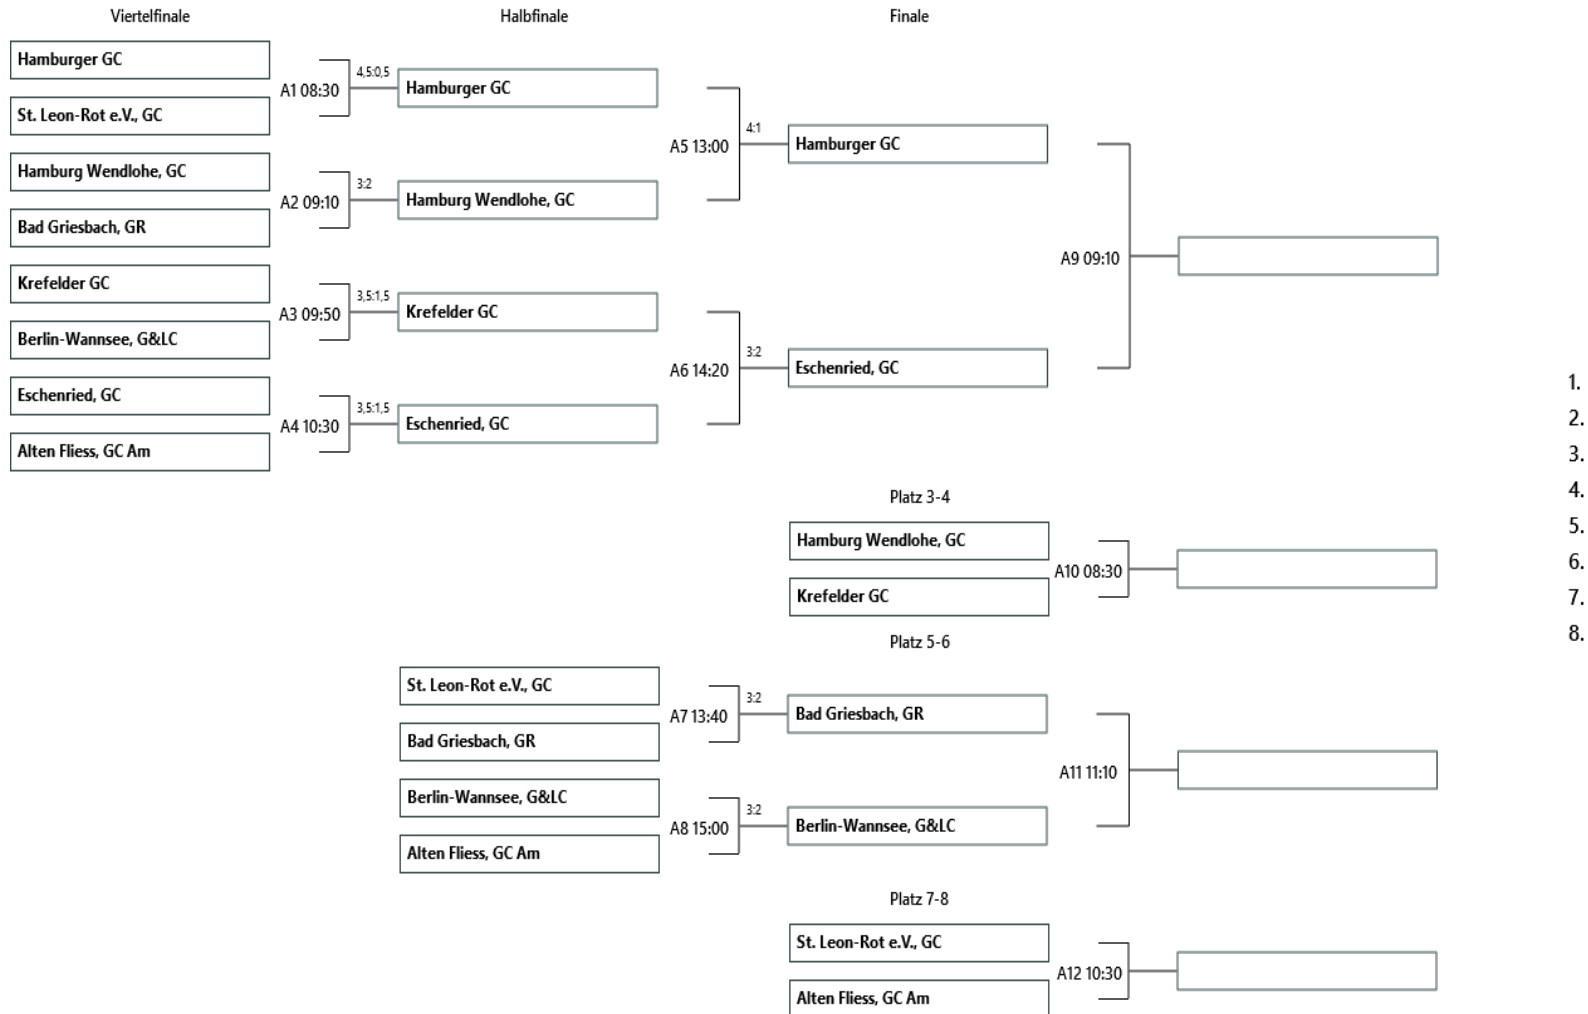 Viertelfinale
Halbfinale
Finale
Hamburger GC
St. Leon-Rot e.V., GC
A1 08:30
4,5:0,5
Hamburger GC
Hamburg Wendlohe, GC
Bad Griesbach, GR
A2 09:10
3:2
Hamburg Wendlohe, GC
A5 13:00
4:1
Hamburger GC
Krefelder GC
Berlin-Wannsee, G&LC
A3 09:50
3,5:1,5
Krefelder GC
Eschenried, GC
Alten Fliess, GC Am
A4 10:30
3,5:1,5
Eschenried, GC
A6 14:20
3:2
Eschenried, GC
A9 09:10
1.
2.
3.
4.
5.
6.
7.
8.
Platz 3-4
Hamburg Wendlohe, GC
Krefelder GC
A10 08:30
Platz 5-6
St. Leon-Rot e.V., GC
Bad Griesbach, GR
A7 13:40
3:2
Bad Griesbach, GR
Berlin-Wannsee, G&LC
Alten Fliess, GC Am
A8 15:00
3:2
Berlin-Wannsee, G&LC
A11 11:10
Platz 7-8
St. Leon-Rot e.V., GC
Alten Fliess, GC Am
A12 10:30